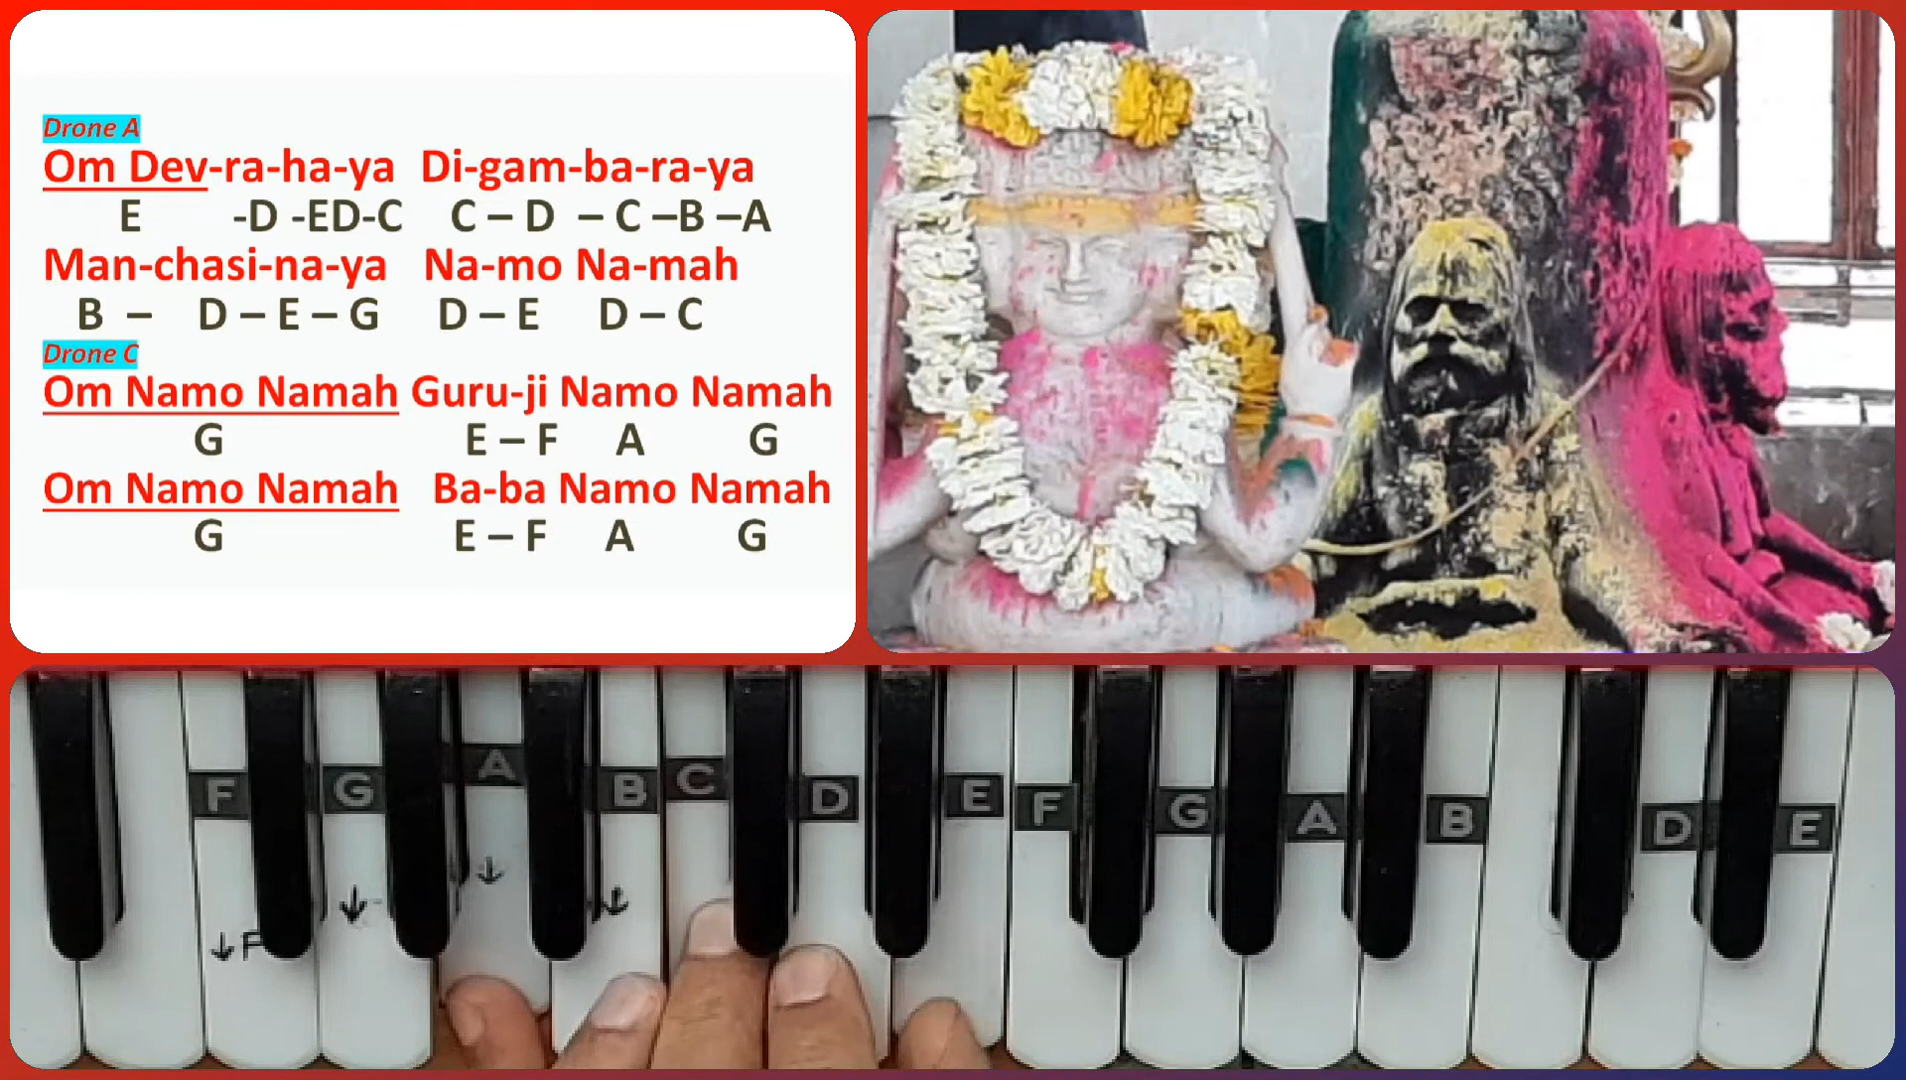 Drone A
Om Dev-ra-ha-ya Di-gam-ba-ra-ya
E -D -ED-C C – D – C –B –A
Man-chasi-na-ya Na-mo Na-mah
B – D – E – G D – E D – C
Drone C
Om Namo Namah Guru-ji Namo Namah
G E – F A G
Om Namo Namah Ba-ba Namo Namah
G E – F A G
F G A B C D E F G A B D E
↓ ↓ ↓
↓F